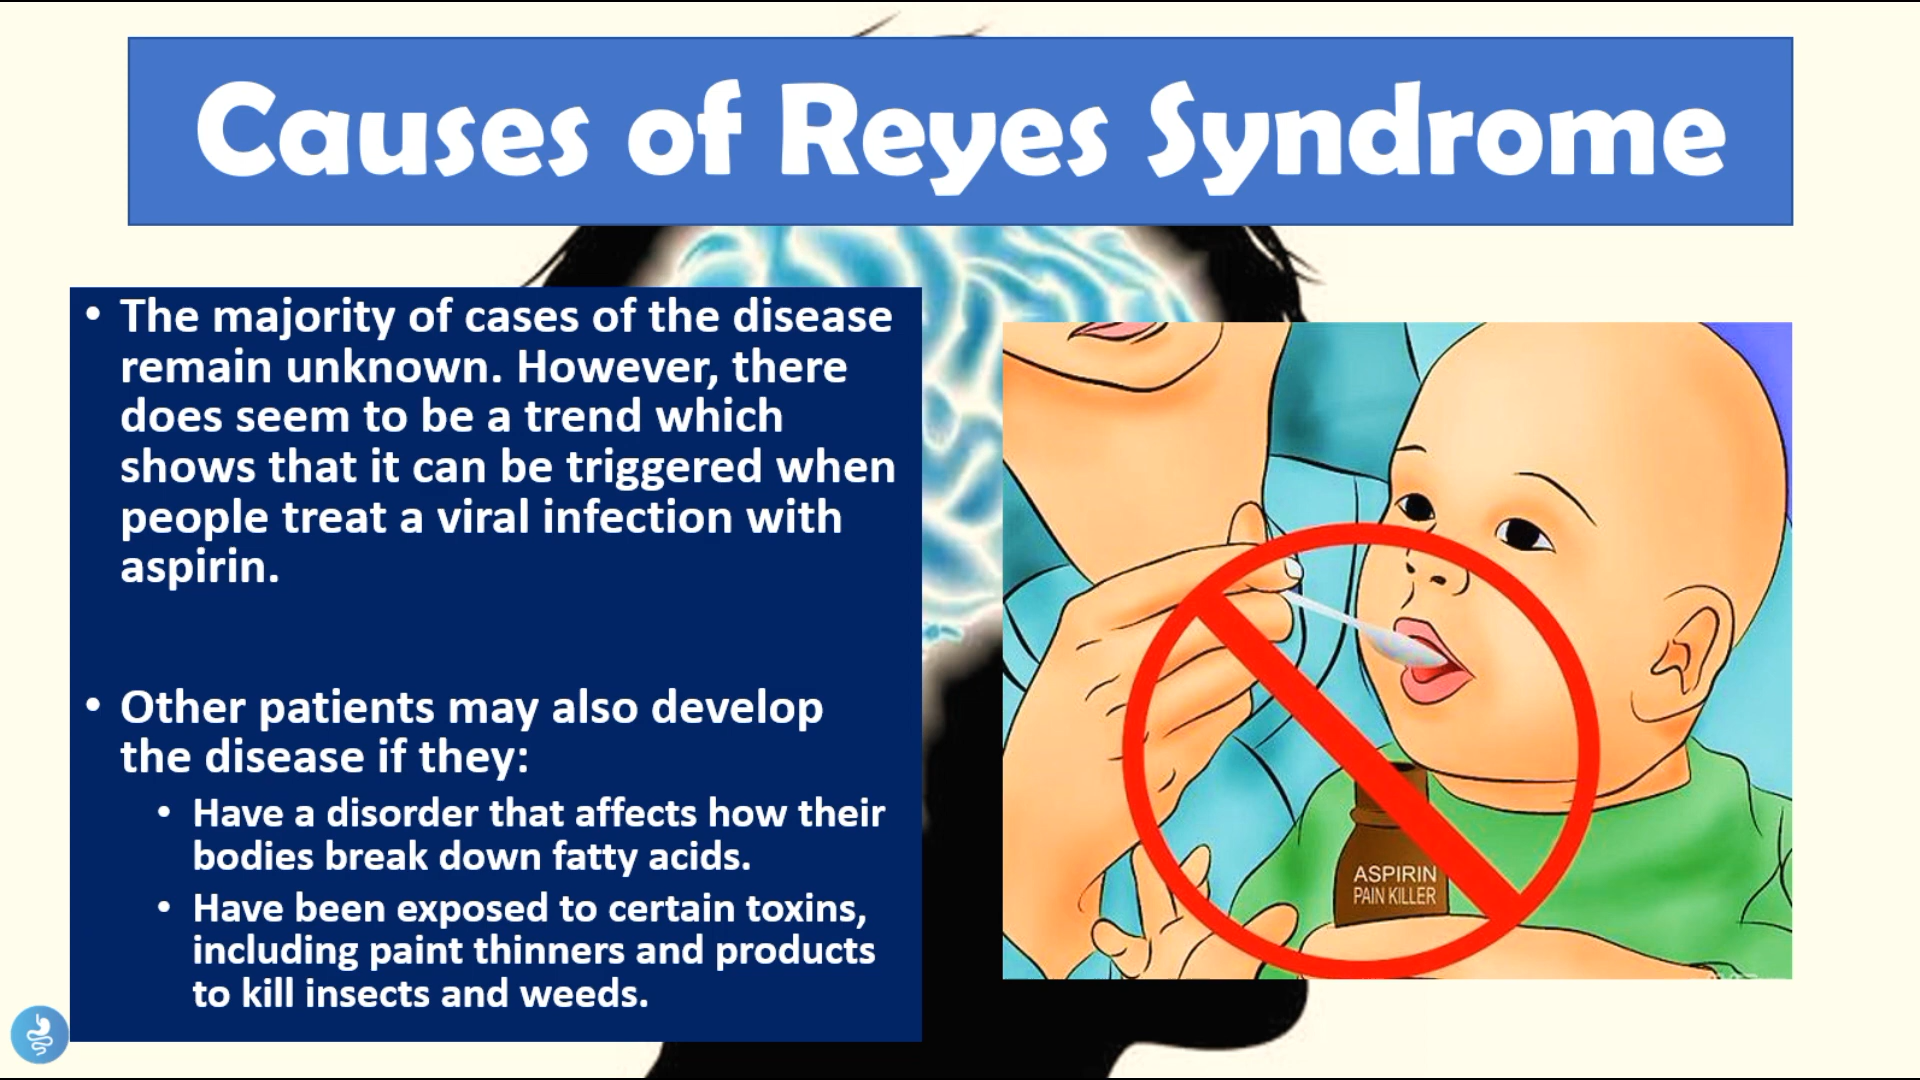 Causes of Reyes Syndrome
• The majority of cases of the disease
remain unknown. However, there
does seem to be a trend which
shows that it can be triggered when
people treat a viral infection with
aspirin.
• Other patients may also develop
the disease if they:
• Have a disorder that affects how their
bodies break down fatty acids.
• Have been exposed to certain toxins,
including paint thinners and products
to kill insects and weeds.
ASPIRIN
PAIN KILLER